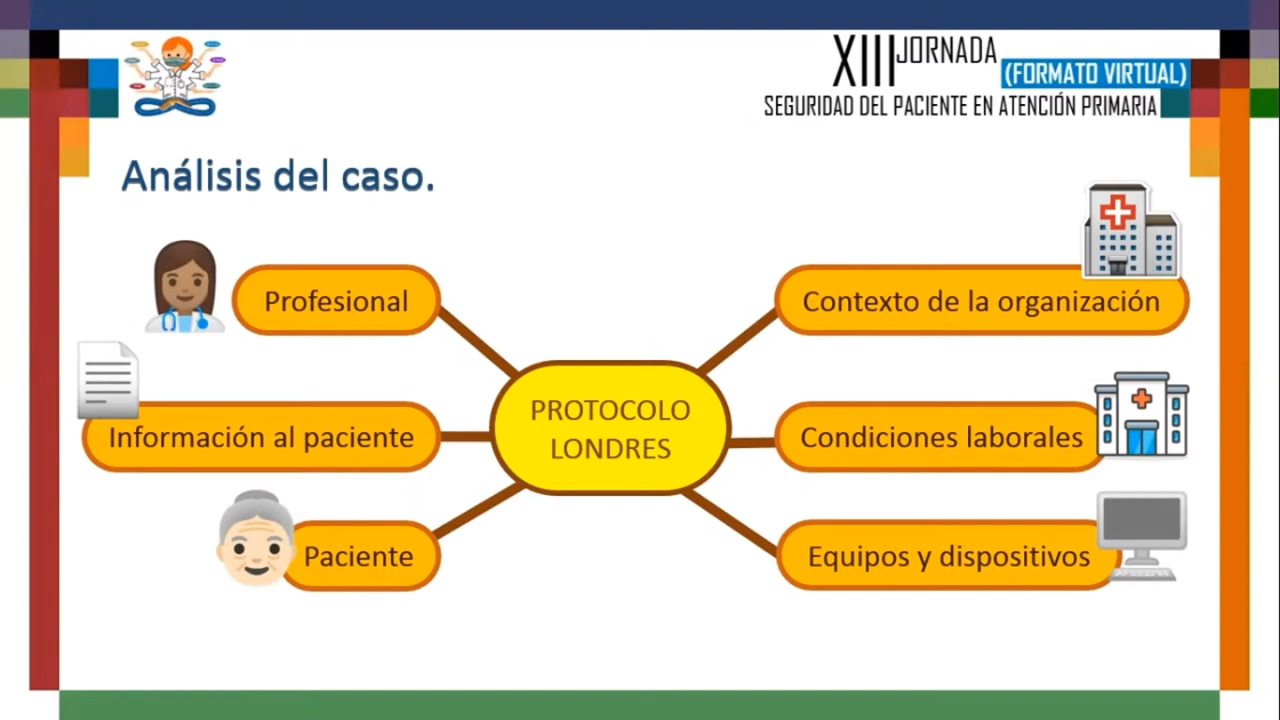 XIII JORNADA
(FORMATO VIRTUAL)
SEGURIDAD DEL PACIENTE EN ATENCIÓN PRIMARIA
Análisis del caso.
Profesional
Información al paciente
Paciente
PROTOCOLO
LONDRES
Contexto de la organización
Condiciones laborales
Equipos y dispositivos